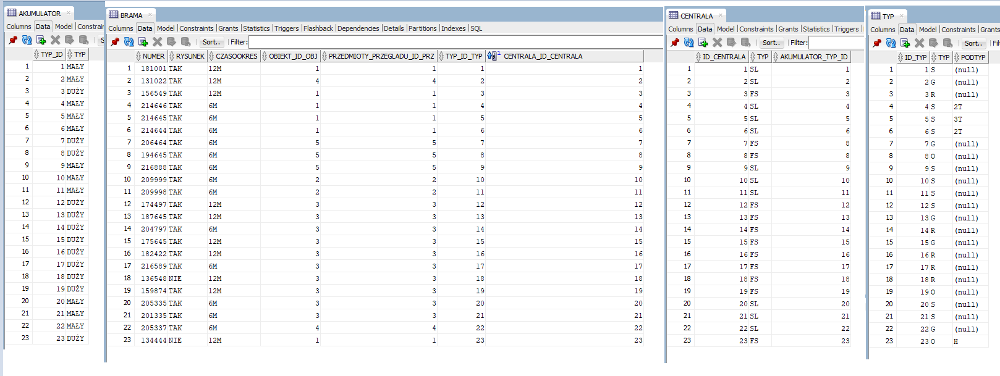 AKUMULATOR
Columns Data Model Constrain
TYP_ID TYP
1 1 MAŁY
2 2 MAŁY
3 3 DUŻY
4 4 MAŁY
5 5 MAŁY
6 6 MAŁY
7 7 DUŻY
8 8 DUŻY
9 9 MAŁY
10 10 MAŁY
11 11 MAŁY
12 12 DUŻY
13 13 DUŻY
14 14 DUŻY
15 15 DUŻY
16 16 DUŻY
17 17 DUŻY
18 18 DUŻY
19 19 DUŻY
20 20 MAŁY
21 21 MAŁY
22 22 MAŁY
23 23 DUŻY
BRAMA
Columns Data Model Constraints Grants Statistics Triggers Flashback Dependencies Details Partitions Indexes SQL
Sort.. Filter:
NUMER RYSUNEK CZASOOKRES OBIEKT_ID_OBJ PRZEDMIOTY_PRZEGLADU_ID_PRZ TYP_ID_TYP CENTRALA_ID_CENTRALA
1 181001 TAK 12M 1 1 1 1
2 131022 TAK 12M 4 4 2 2
3 156549 TAK 12M 1 1 3 3
4 214646 TAK 6M 1 1 4 4
5 214645 TAK 6M 1 1 5 5
6 214644 TAK 6M 1 1 6 6
7 206464 TAK 6M 5 5 7 7
8 194645 TAK 6M 5 5 8 8
9 216888 TAK 6M 5 5 9 9
10 209999 TAK 6M 2 2 10 10
11 209998 TAK 6M 2 2 11 11
12 174497 TAK 12M 3 3 12 12
13 187645 TAK 12M 3 3 13 13
14 204797 TAK 6M 3 3 14 14
15 175645 TAK 12M 3 3 15 15
16 182422 TAK 12M 3 3 16 16
17 216589 TAK 6M 3 3 17 17
18 136548 NIE 12M 3 3 18 18
19 159874 TAK 12M 3 3 19 19
20 205335 TAK 6M 3 3 20 20
21 201335 TAK 6M 3 3 21 21
22 205337 TAK 6M 4 4 22 22
23 134444 NIE 12M 1 1 23 23
CENTRALA
Columns Data Model Constraints Grants Statistics Triggers
Sort.. Filter:
ID_CENTRALA TYP AKUMULATOR_TYP_ID
1 1 SL 1
2 2 SL 2
3 3 FS 3
4 4 SL 4
5 5 SL 5
6 6 SL 6
7 7 FS 8
8 8 FS 8
9 9 SL 9
10 10 SL 10
11 11 SL 11
12 12 FS 12
13 13 FS 13
14 14 FS 14
15 15 FS 15
16 16 FS 16
17 17 FS 17
18 18 FS 18
19 19 FS 19
20 20 SL 20
21 21 SL 21
22 22 SL 22
23 23 FS 23
TYP
Columns Data Model Constraints Grants
Sort..
ID_TYP TYP PODTYP
1 1 S (null)
2 2 G (null)
3 3 R (null)
4 4 S 2T
5 5 S 3T
6 6 S 2T
7 7 G (null)
8 8 O (null)
9 9 S (null)
10 10 S (null)
11 11 S (null)
12 12 S (null)
13 13 G (null)
14 14 R (null)
15 15 G (null)
16 16 R (null)
17 17 R (null)
18 18 R (null)
19 19 O (null)
20 20 S (null)
21 21 S (null)
22 22 G (null)
23 23 O H